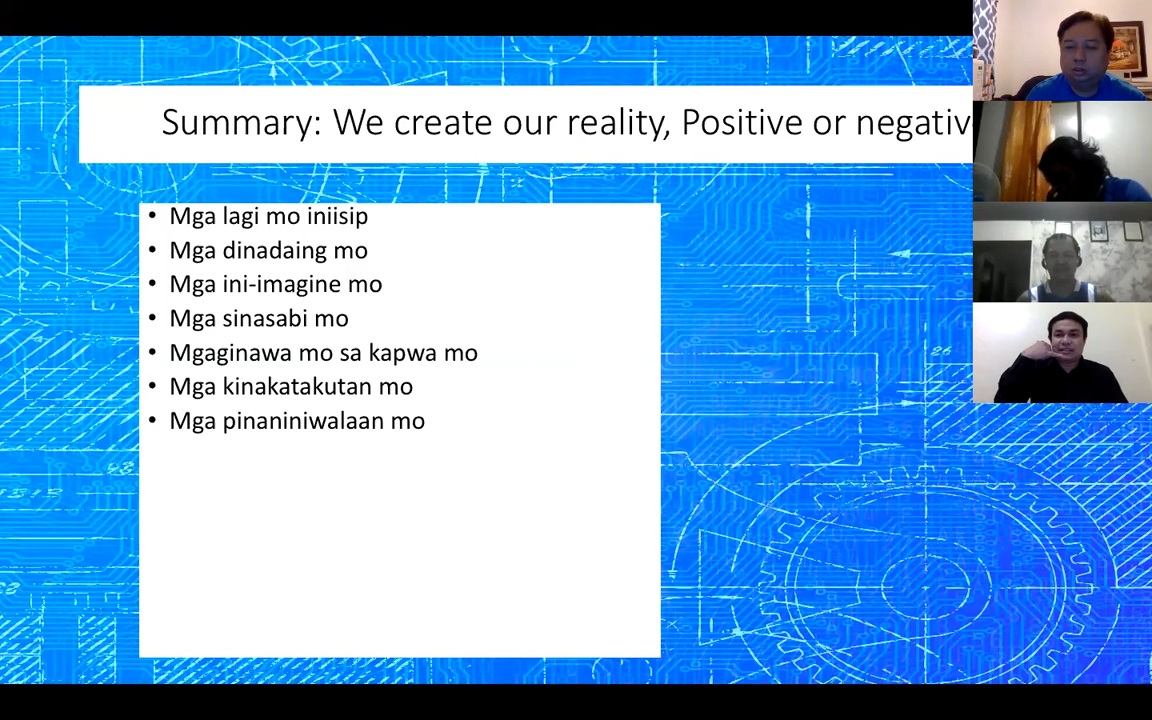 Summary: We create our reality, Positive or negativ
• Mga lagi mo iniisip
• Mga dinadaing mo
• Mga ini-imagine mo
• Mga sinasabi mo
• Mgaginawa mo sa kapwa mo
• Mga kinakatakutan mo
• Mga pinaniniwalaan mo
26